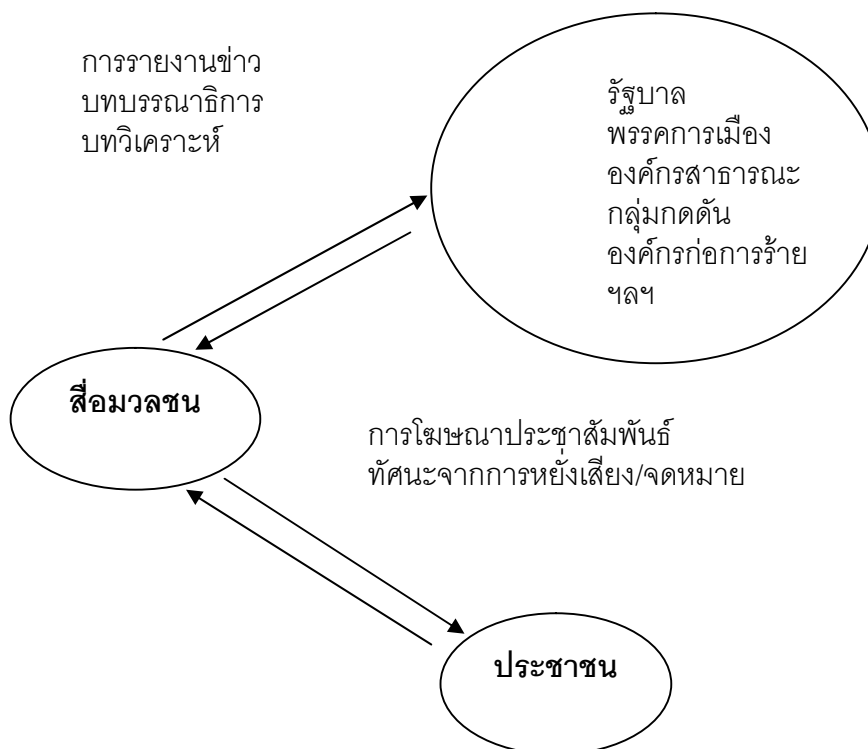 การรายงานข่าว
บทบรรณาธิการ
บทวิเคราะห์
รัฐบาล
พรรคการเมือง
องค์กรสาธารณะ
กลุ่มกดดัน
องค์กรก่อการร้าย
ฯลฯ
สื่อมวลชน
การโฆษณาประชาสัมพันธ์
ทัศนะจากการหยั่งเสียง/จดหมาย
ประชาชน